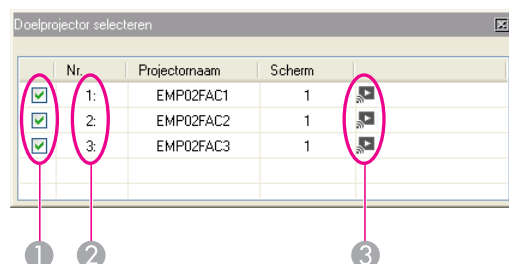 Doelprojector selecteren
Nr. Projectornaam Scherm
1: EMP02FAC1 1
2: EMP02FAC2 1
3: EMP02FAC3 1
1 2 3